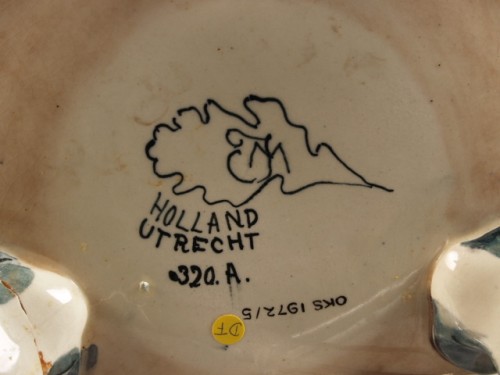 HOLLAND
UTRECHT
320.A.
OKS 1972/5
DT